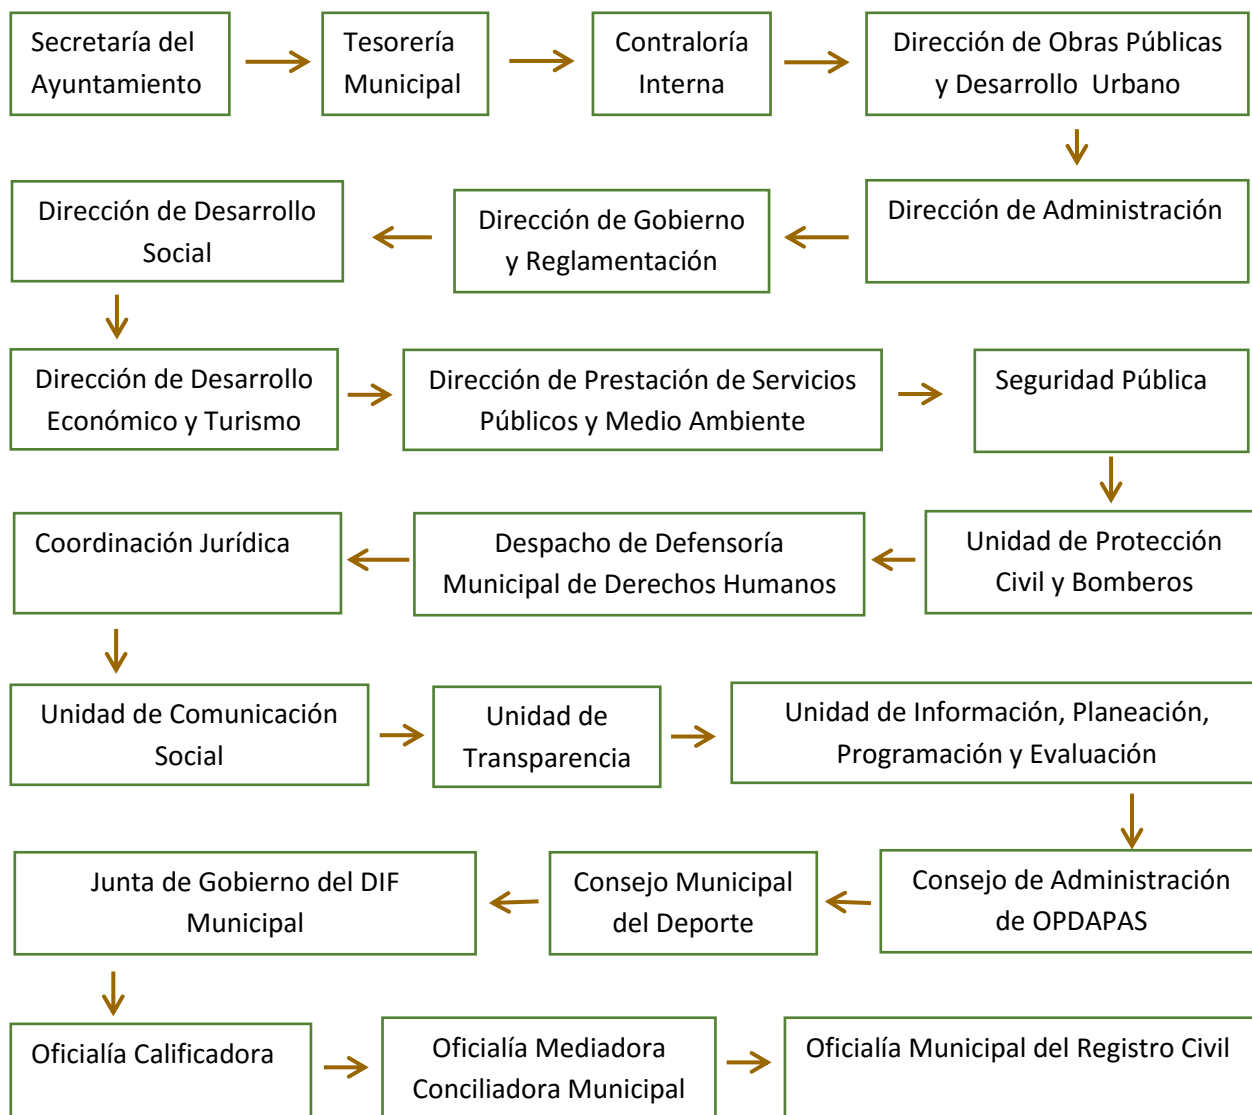 Secretaría del
Ayuntamiento
Tesorería
Municipal
Contraloría
Interna
Dirección de Obras Públicas
y Desarrollo Urbano
Dirección de Administración
Dirección de Gobierno
y Reglamentación
Dirección de Desarrollo
Social
Dirección de Desarrollo
Económico y Turismo
Dirección de Prestación de Servicios
Públicos y Medio Ambiente
Seguridad Pública
Unidad de Protección
Civil y Bomberos
Despacho de Defensoría
Municipal de Derechos Humanos
Coordinación Jurídica
Unidad de Comunicación
Social
Unidad de
Transparencia
Unidad de Información, Planeación,
Programación y Evaluación
Consejo de Administración
de OPDAPAS
Consejo Municipal
del Deporte
Junta de Gobierno del DIF
Municipal
Oficialía Calificadora
Oficialía Mediadora
Conciliadora Municipal
Oficialía Municipal del Registro Civil